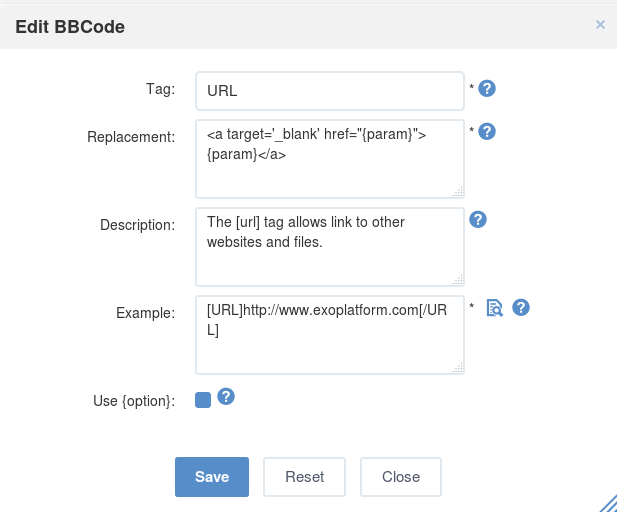 Edit BBCode
×
Tag:
URL
* ?
Replacement:
<a target='_blank' href="{param}">
{param}</a>
* ?
Description:
The [url] tag allows link to other
websites and files.
?
Example:
[URL]http://www.exoplatform.com[/UR
L]
* ?
Use {option}:
?
Save
Reset
Close